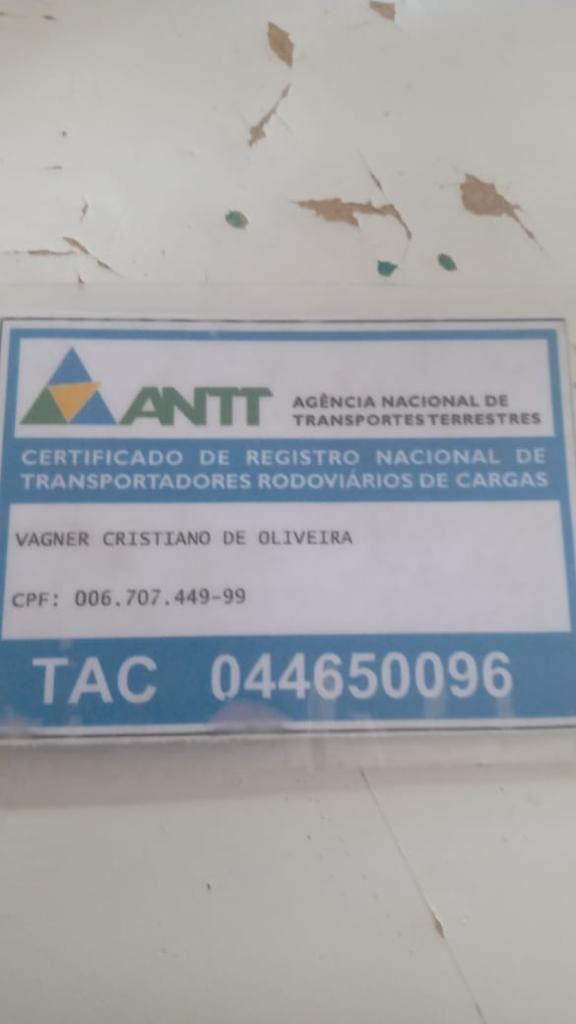 ANTT
AGÊNCIA NACIONAL DE
TRANSPORTES TERRESTRES
CERTIFICADO DE REGISTRO NACIONAL DE
TRANSPORTADORES RODOVIÁRIOS DE CARGAS
VAGNER CRISTIANO DE OLIVEIRA
CPF: 006.707.449-99
TAC 044650096